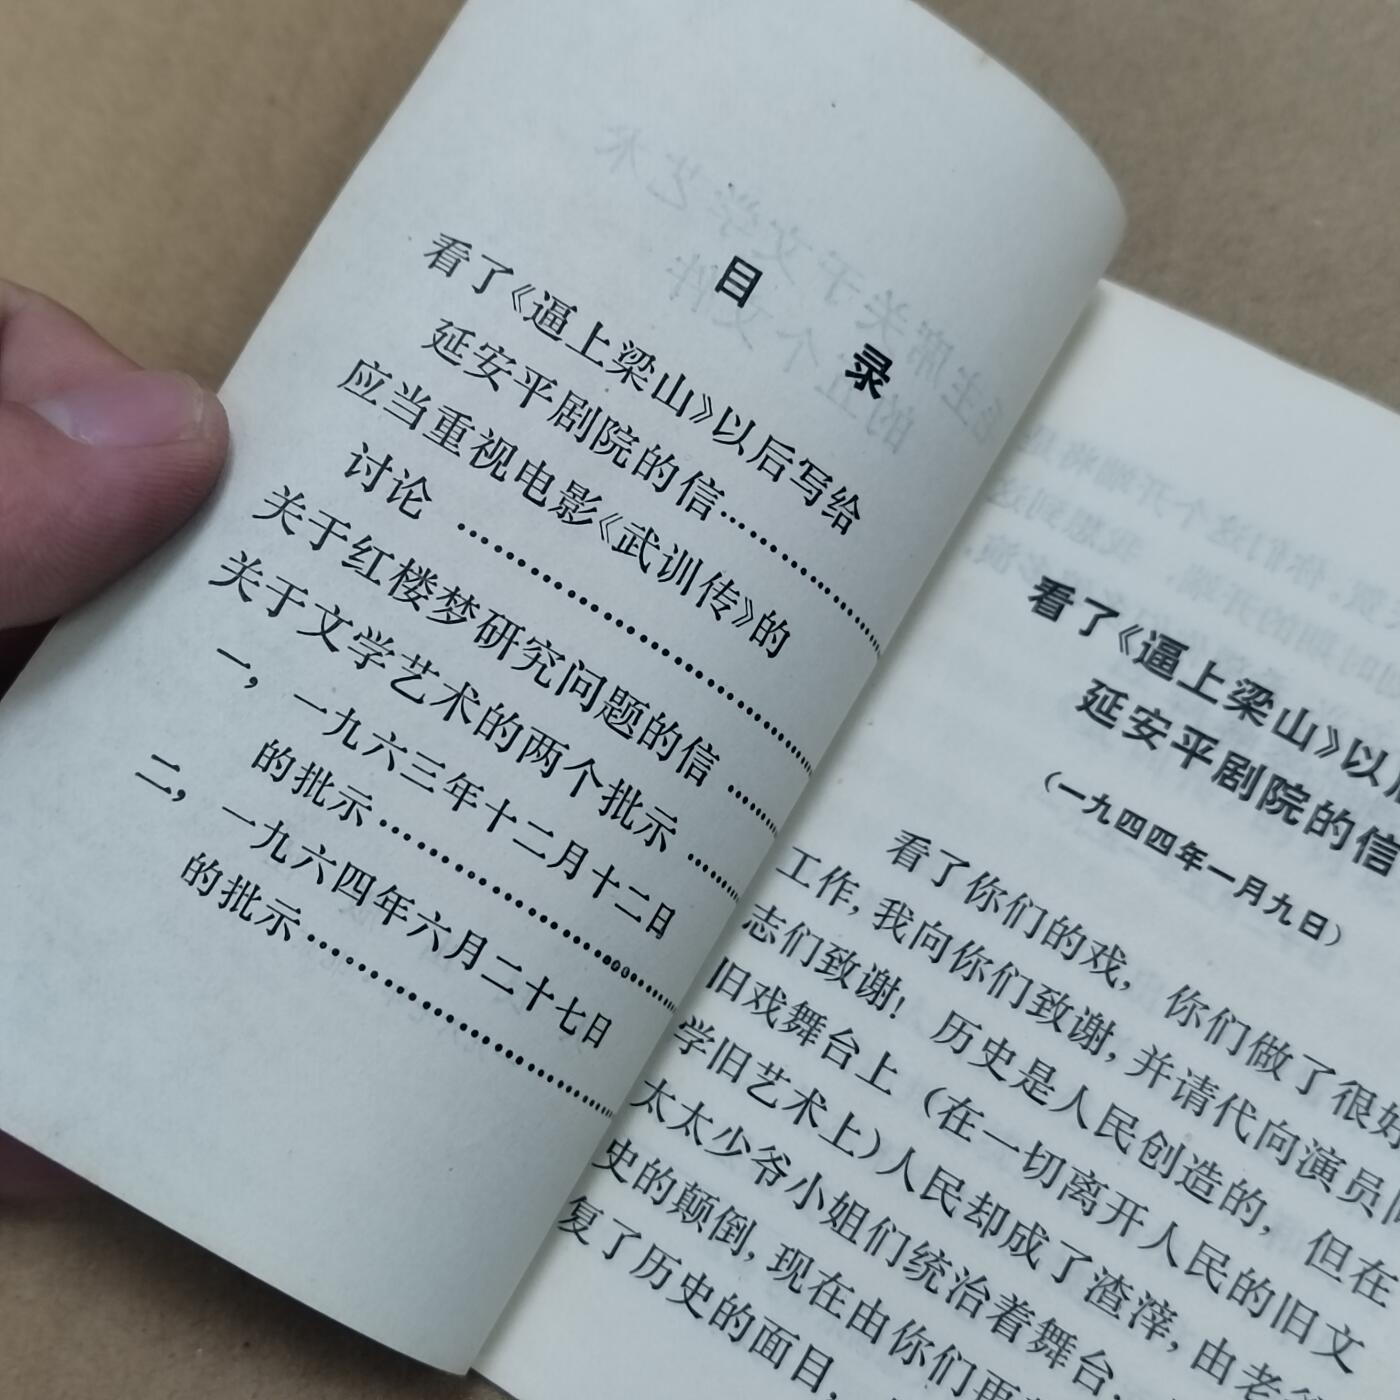 目 录
看了《逼上梁山》以后写给
延安平剧院的信……………
应当重视电影《武训传》的
讨论……………………………
关于红楼梦研究问题的信……
关于文学艺术的两个批示……
一，一九六三年十二月十二日
的批示……………………
二，一九六四年六月二十七日
的批示……………………
看了《逼上梁山》以后
延安平剧院的信
（一九四四年一月九日）
看了你们的戏，你们做了很好
工作，我向你们致谢，并请代向演员同
志们致谢！历史是人民创造的，但在
旧戏舞台上（在一切离开人民的旧文
学旧艺术上）人民却成了渣滓，由老
太太少爷小姐们统治着舞台，
史的颠倒，现在由你们再
复了历史的面目，